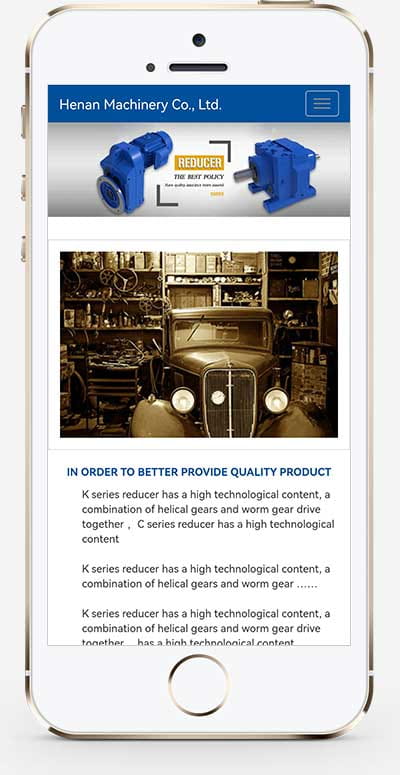 Henan Machinery Co., Ltd.
REDUCER
THE BEST POLICY
IN ORDER TO BETTER PROVIDE QUALITY PRODUCT
K series reducer has a high technological content, a
combination of helical gears and worm gear drive
together， C series reducer has a high technological
content
K series reducer has a high technological content, a
combination of helical gears and worm gear ……
K series reducer has a high technological content, a
combination of helical gears and worm gear drive
together， has a high technological content